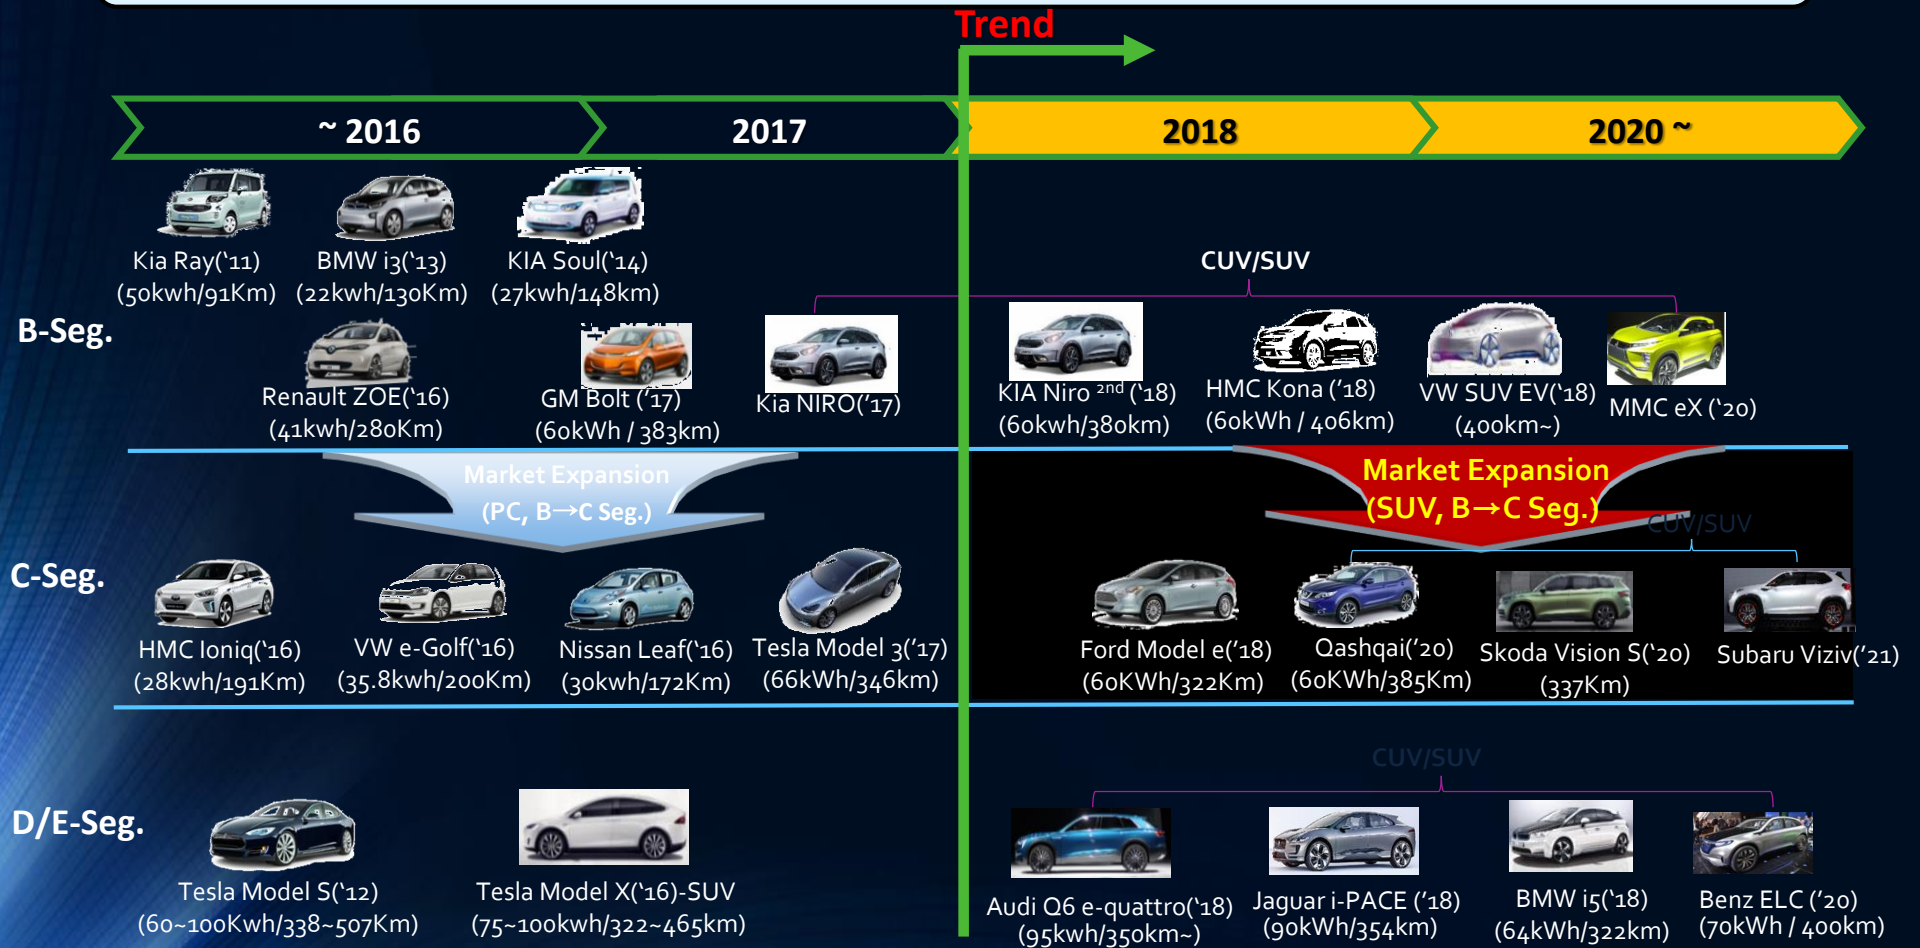 Trend
~ 2016
2017
2018
2020 ~
B-Seg.
Kia Ray(‘11)
(50kwh/91Km)
BMW i3(‘13)
(22kwh/130Km)
KIA Soul(‘14)
(27kwh/148km)
CUV/SUV
Renault ZOE(‘16)
(41kwh/280Km)
GM Bolt (’17)
(60kWh / 383km)
Kia NIRO(’17)
KIA Niro 2nd (‘18)
(60kwh/380km)
HMC Kona (’18)
(60kWh / 406km)
VW SUV EV(’18)
(400km~)
MMC eX (‘20)
Market Expansion
(PC, B→C Seg.)
Market Expansion
(SUV, B→C Seg.)
CUV/SUV
C-Seg.
HMC Ioniq(‘16)
(28kwh/191Km)
VW e-Golf(‘16)
(35.8kwh/200Km)
Nissan Leaf(‘16)
(30kwh/172Km)
Tesla Model 3(’17)
(66kWh/346km)
Ford Model e(’18)
(60KWh/322Km)
Qashqai(’20)
(60KWh/385Km)
Skoda Vision S(‘20)
(337Km)
Subaru Viziv(’21)
CUV/SUV
D/E-Seg.
Tesla Model S(‘12)
(60~100Kwh/338~507Km)
Tesla Model X(‘16)-SUV
(75~100kwh/322~465km)
Audi Q6 e-quattro(‘18)
(95kwh/350km~)
Jaguar i-PACE (’18)
(90kWh/354km)
BMW i5(‘18)
(64kWh/322km)
Benz ELC (’20)
(70kWh / 400km)